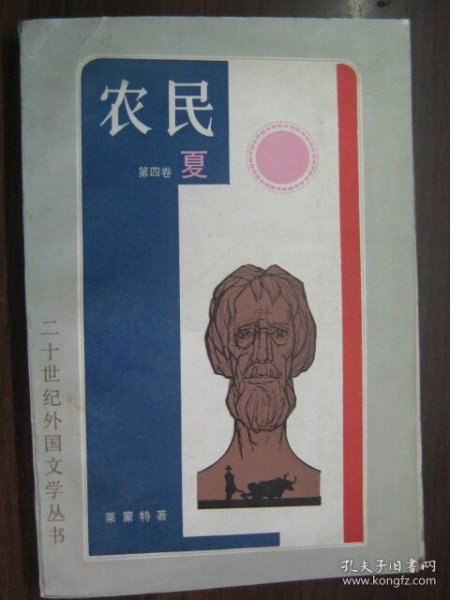 农民
第四卷 夏
二十世纪外国文学丛书
莱蒙特著
孔夫子旧书网
www.kongfz.com